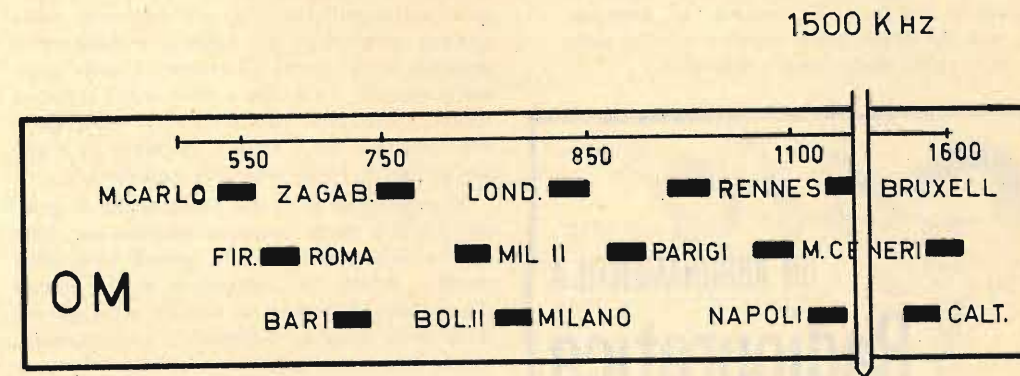 1500 KHz
550 750 850 1100 1600
M.CARLO ZAGAB. LOND. RENNES BRUXELL
FIR. ROMA MIL II PARIGI M.CENERI
OM
BARI BOL.II MILANO NAPOLI CALT.